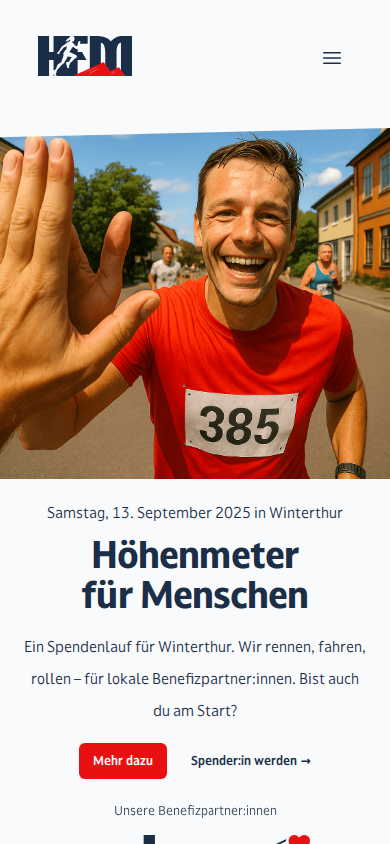 HFM
385
Samstag, 13. September 2025 in Winterthur
Höhenmeter
für Menschen
Ein Spendenlauf für Winterthur. Wir rennen, fahren,
rollen – für lokale Benefizpartner:innen. Bist auch
du am Start?
Mehr dazu
Spender:in werden →
Unsere Benefizpartner:innen